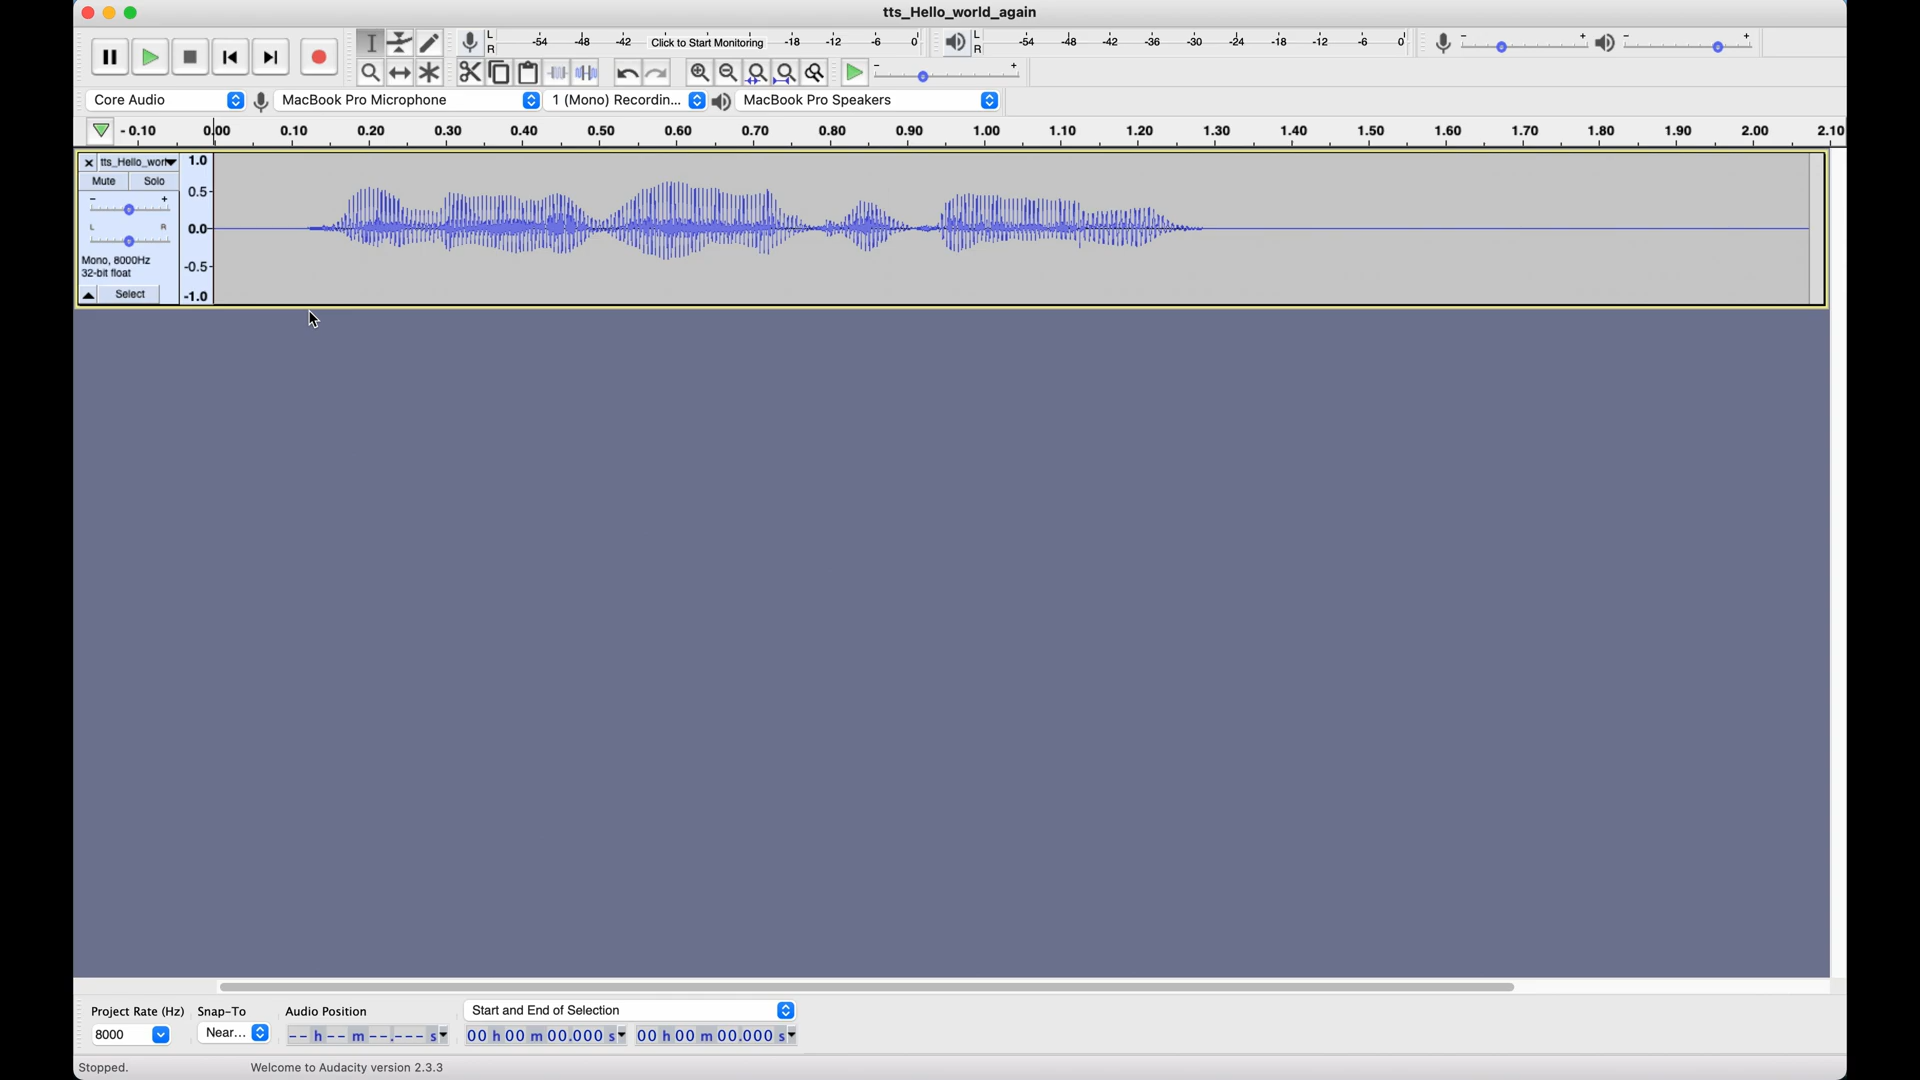 tts_Hello_world_again
L
R
-54 -48 -42 Click to Start Monitoring -18 -12 -6 0
L
R
-54 -48 -42 -36 -30 -24 -18 -12 -6 0
- +
- +
- +
Core Audio MacBook Pro Microphone 1 (Mono) Recordin... MacBook Pro Speakers
-0.10 0.00 0.10 0.20 0.30 0.40 0.50 0.60 0.70 0.80 0.90 1.00 1.10 1.20 1.30 1.40 1.50 1.60 1.70 1.80 1.90 2.00 2.10
tts_Hello_worl
Mute Solo
- +
L R
Mono, 8000Hz
32-bit float
Select
1.0
0.5
0.0
-0.5
-1.0
Project Rate (Hz) Snap-To Audio Position Start and End of Selection
8000 Near... -- h -- m --.--- s 00 h 00 m 00.000 s 00 h 00 m 00.000 s
Stopped. Welcome to Audacity version 2.3.3